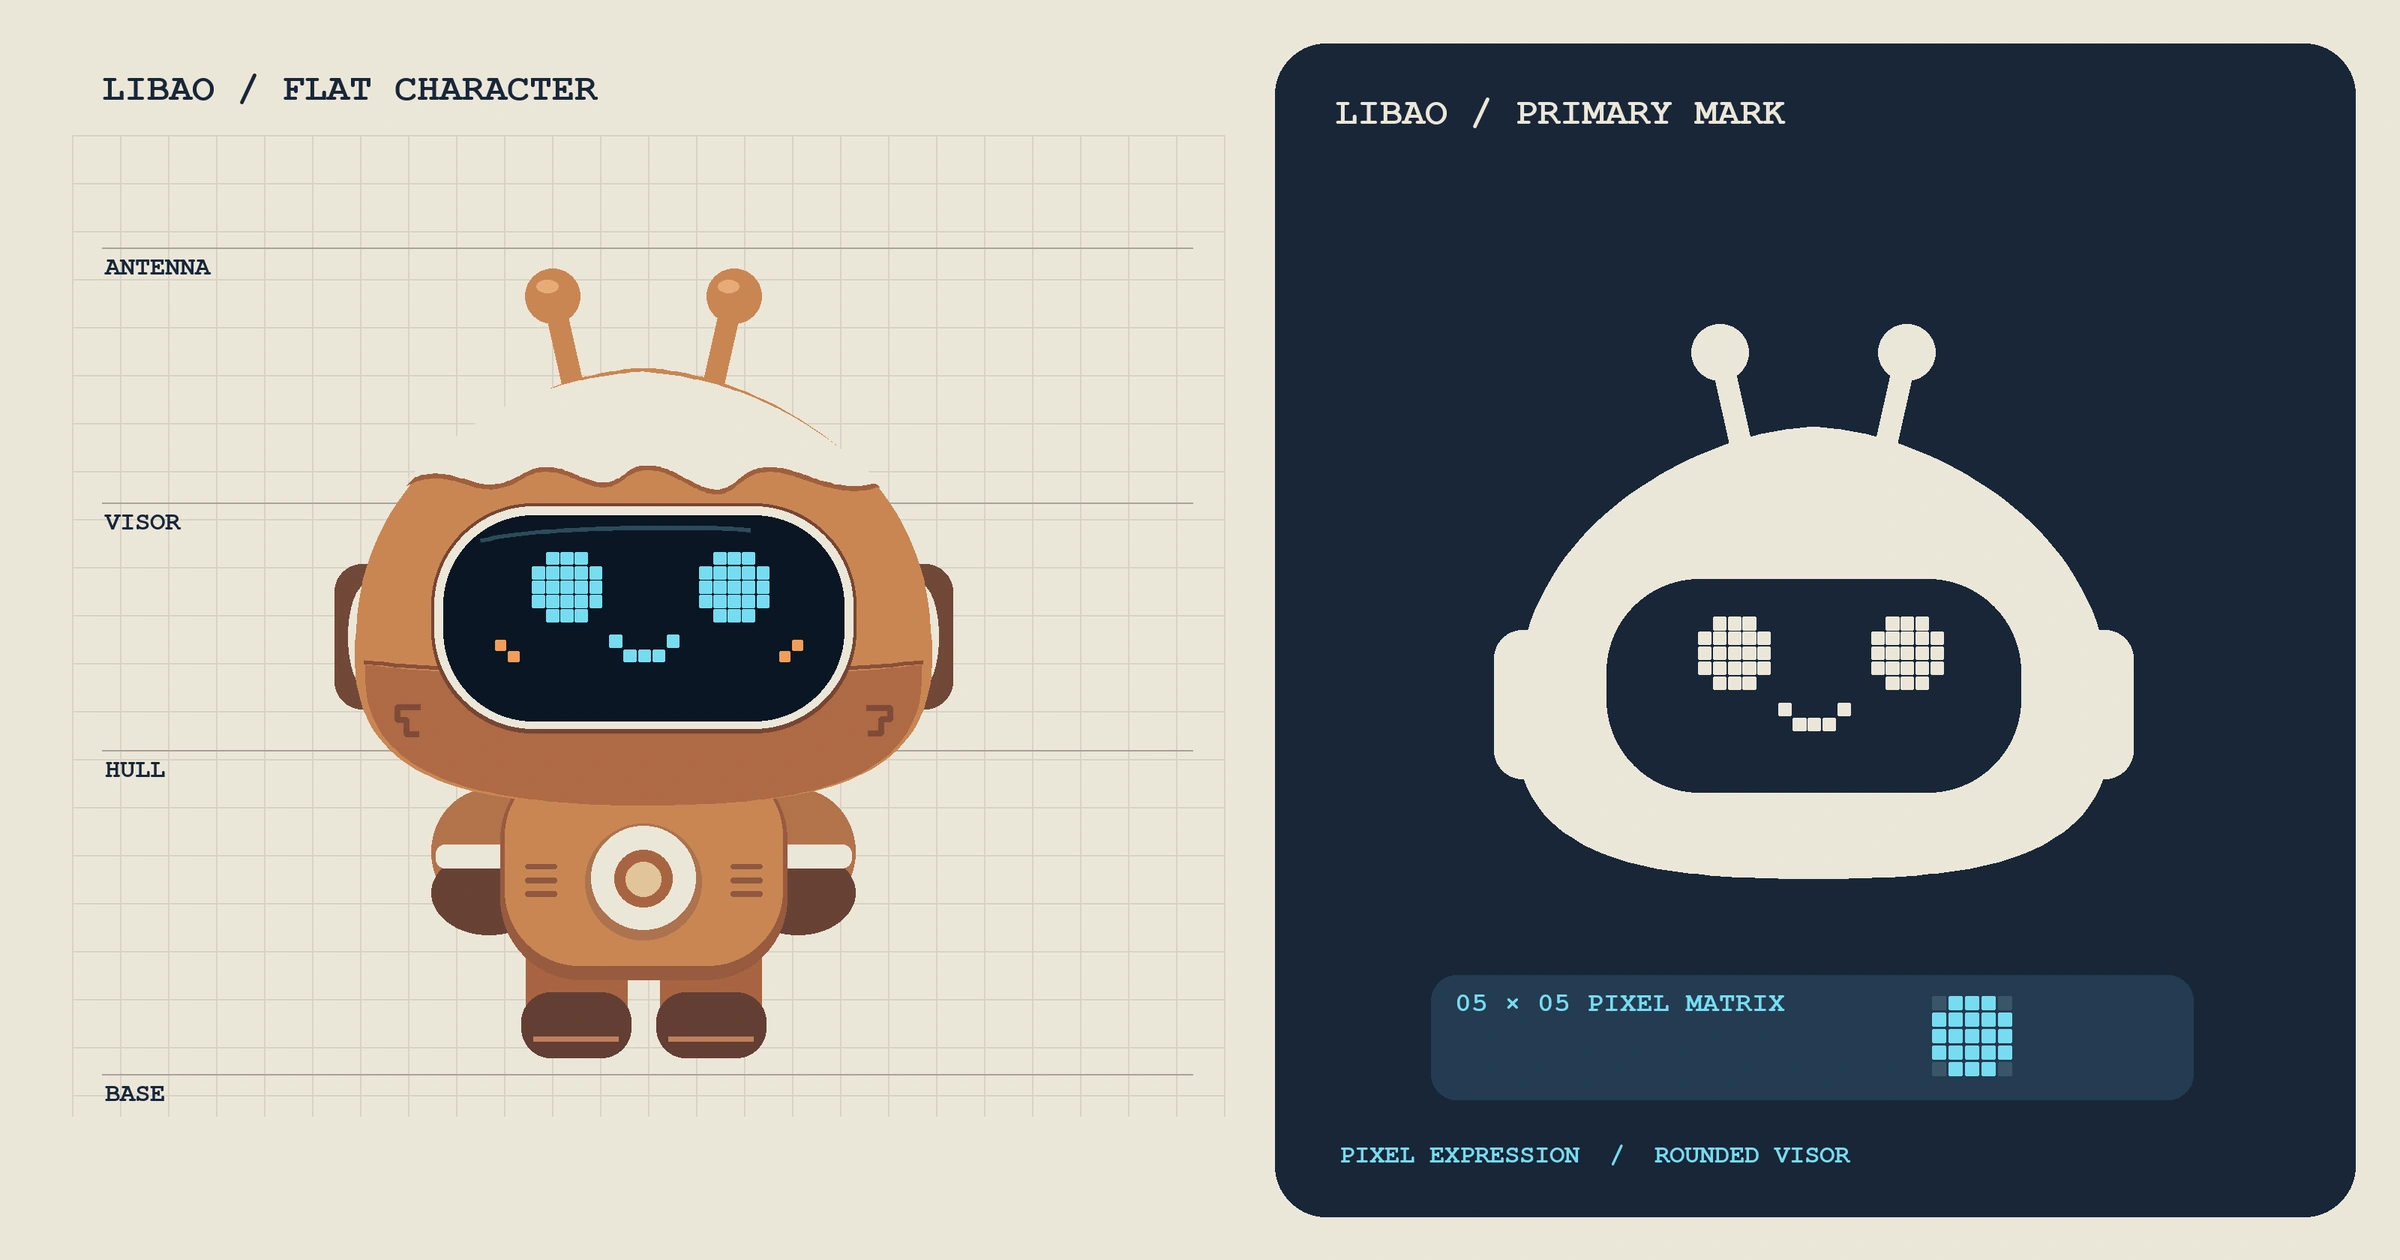 LIBAO / FLAT CHARACTER
ANTENNA
VISOR
HULL
BASE
LIBAO / PRIMARY MARK
05 × 05 PIXEL MATRIX
PIXEL EXPRESSION / ROUNDED VISOR